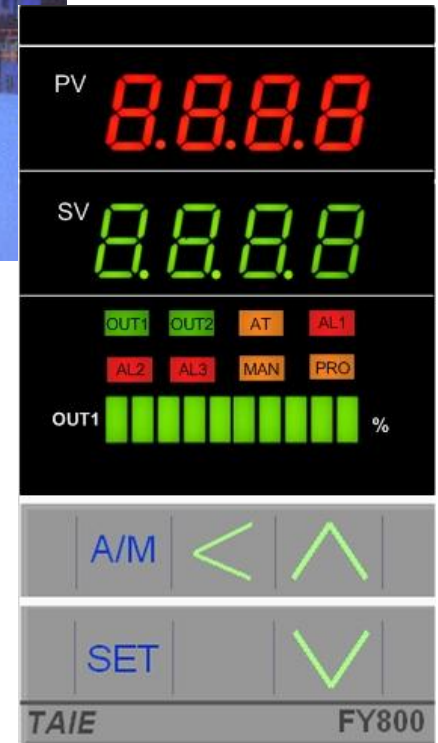 PV 8.8.8.8
SV 8.8.8.8
OUT1 OUT2 AT AL1
AL2 AL3 MAN PRO
OUT1 %
A/M
SET
TAIE FY800